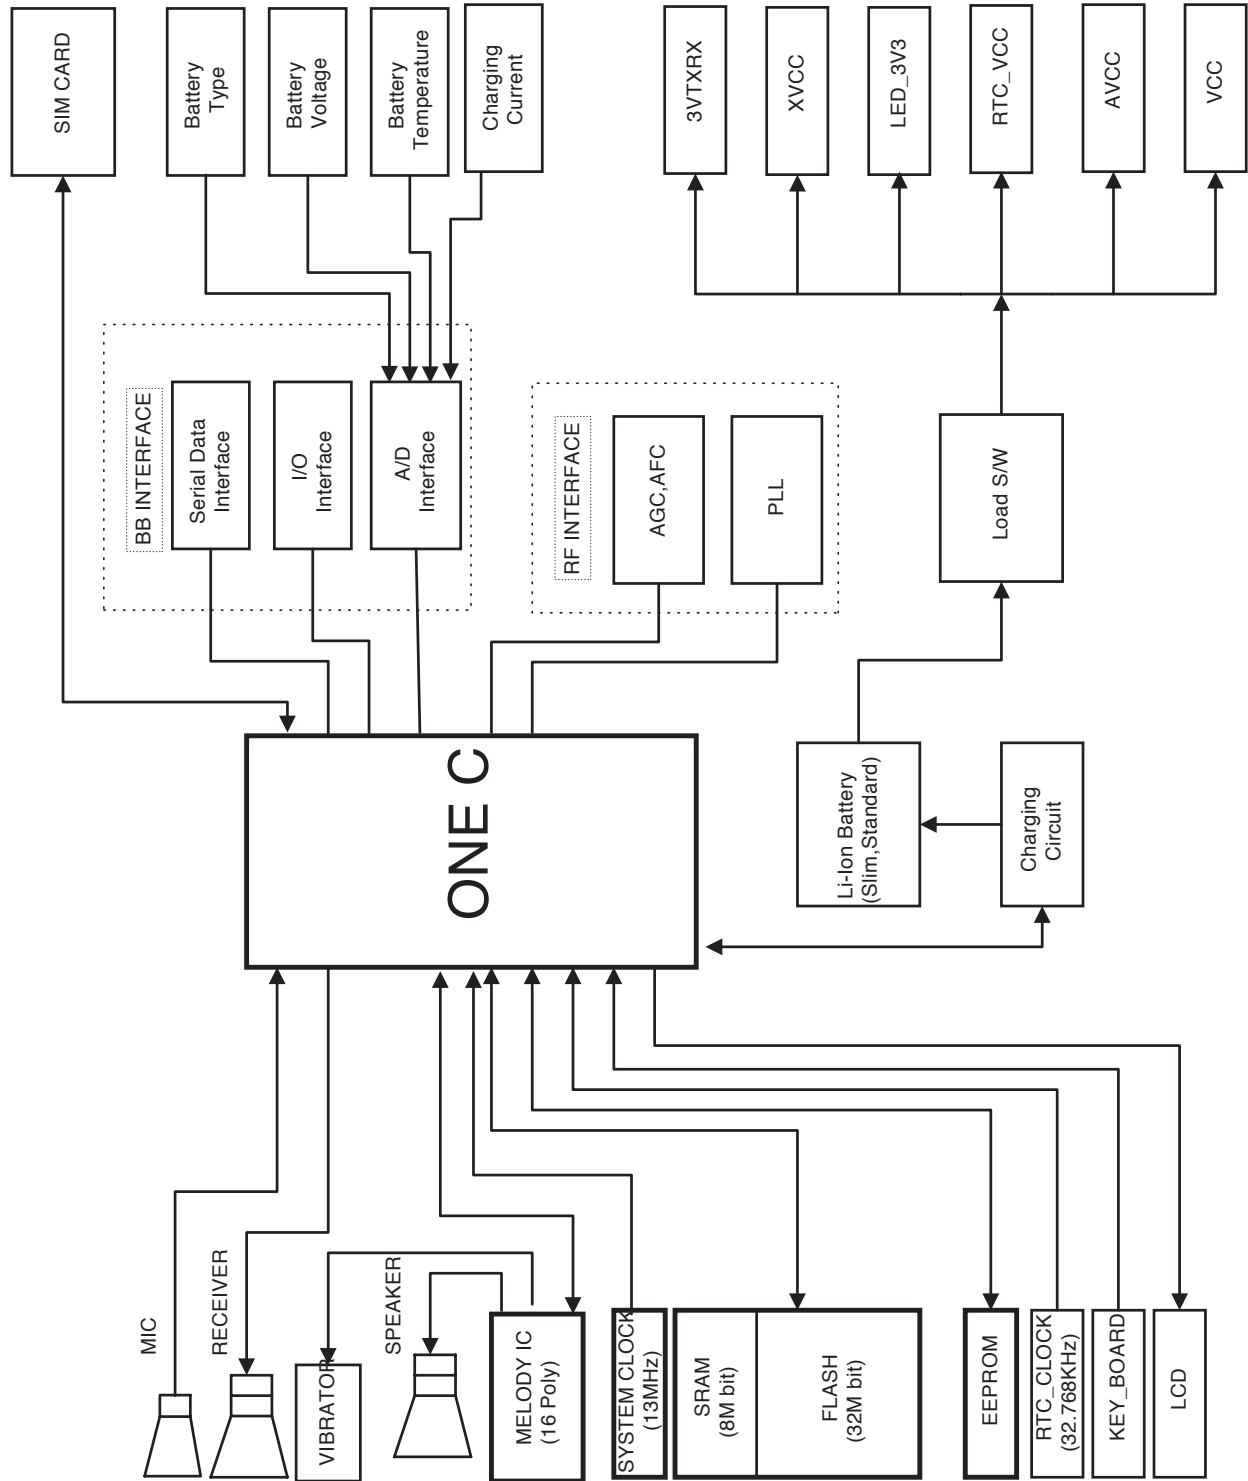 SIM CARD
Battery
Type
Battery
Voltage
Battery
Temperature
Charging
Current
3VTXRX
XVCC
LED_3V3
RTC_VCC
AVCC
VCC
BB INTERFACE
Serial Data
Interface
I/O
Interface
A/D
Interface
RF INTERFACE
AGC,AFC
PLL
Load S/W
ONE C
Li-Ion Battery
(Slim,Standard)
Charging
Circuit
MIC
RECEIVER
VIBRATOR
SPEAKER
MELODY IC
(16 Poly)
SYSTEM CLOCK
(13MHz)
SRAM
(8M bit)
FLASH
(32M bit)
EEPROM
RTC_CLOCK
(32.768KHz)
KEY_BOARD
LCD